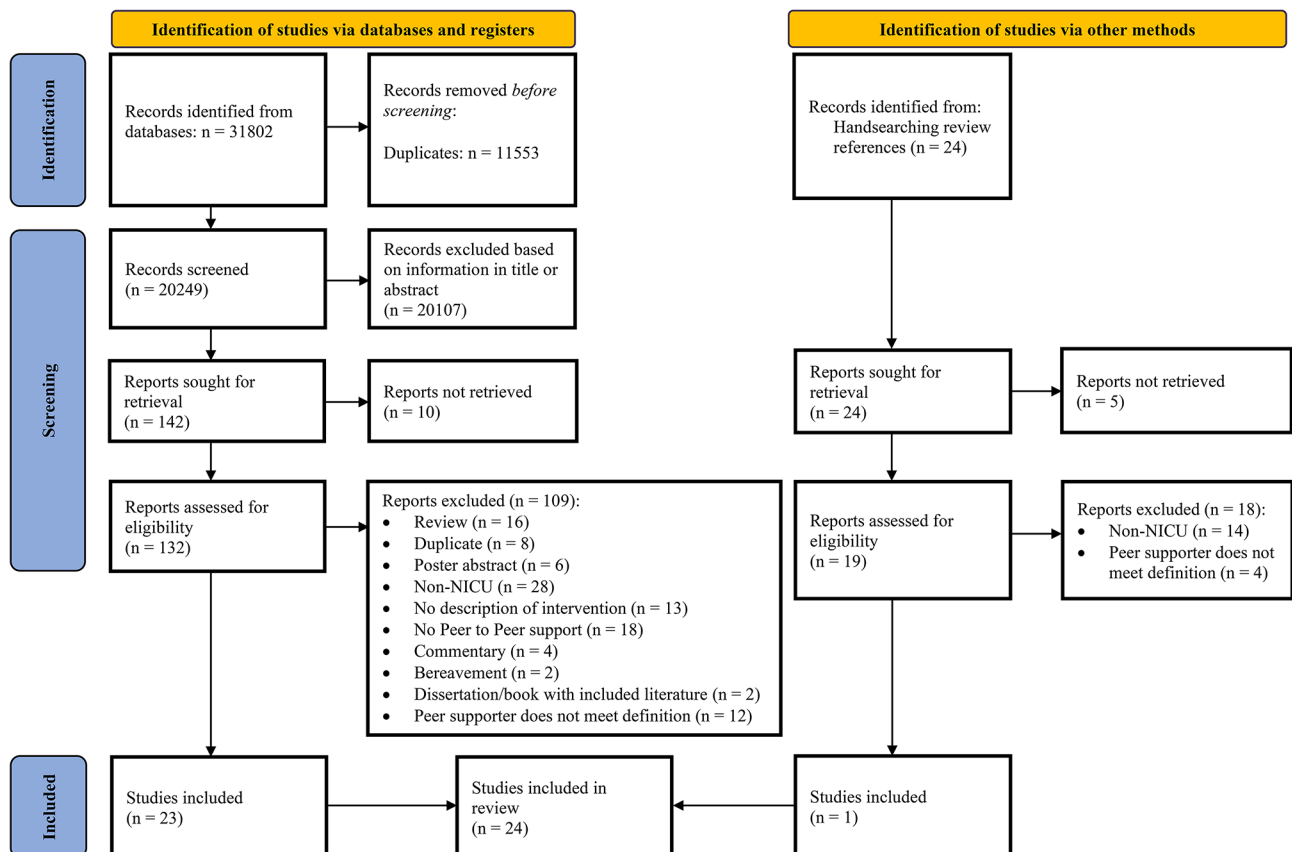 Identification of studies via databases and registers
Identification of studies via other methods
Identification
Records identified from
databases: n = 31802
Records removed before
screening:
Duplicates: n = 11553
Records identified from:
Handsearching review
references (n = 24)
Screening
Records screened
(n = 20249)
Records excluded based
on information in title or
abstract
(n = 20107)
Reports sought for
retrieval
(n = 142)
Reports not retrieved
(n = 10)
Reports sought for
retrieval
(n = 24)
Reports not retrieved
(n = 5)
Reports assessed for
eligibility
(n = 132)
Reports excluded (n = 109):
• Review (n = 16)
• Duplicate (n = 8)
• Poster abstract (n = 6)
• Non-NICU (n = 28)
• No description of intervention (n = 13)
• No Peer to Peer support (n = 18)
• Commentary (n = 4)
• Bereavement (n = 2)
• Dissertation/book with included literature (n = 2)
• Peer supporter does not meet definition (n = 12)
Reports assessed for
eligibility
(n = 19)
Reports excluded (n = 18):
• Non-NICU (n = 14)
• Peer supporter does not
meet definition (n = 4)
Included
Studies included
(n = 23)
Studies included in
review
(n = 24)
Studies included
(n = 1)